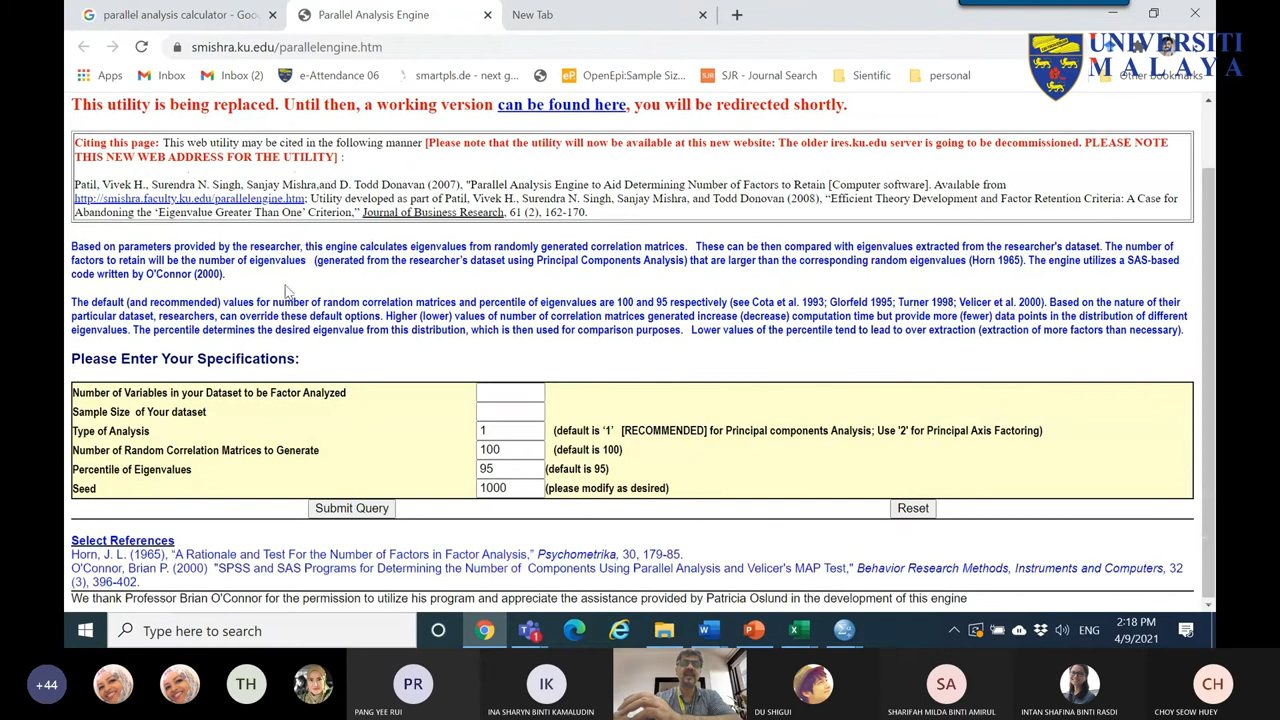 parallel analysis calculator - Goo
Parallel Analysis Engine
New Tab
smishra.ku.edu/parallelengine.htm
UNIVERSITI
MALAYA
Apps
Inbox
Inbox (2)
e-Attendance 06
smartpls.de - next g...
OpenEpi:Sample Siz...
SJR - Journal Search
Sientific
personal
Other bookmarks
This utility is being replaced. Until then, a working version can be found here, you will be redirected shortly.
Citing this page: This web utility may be cited in the following manner [Please note that the utility will now be available at this new website: The older ires.ku.edu server is going to be decommissioned. PLEASE NOTE
THIS NEW WEB ADDRESS FOR THE UTILITY] :
Patil, Vivek H., Surendra N. Singh, Sanjay Mishra,and D. Todd Donavan (2007), "Parallel Analysis Engine to Aid Determining Number of Factors to Retain [Computer software]. Available from
http://smishra.faculty.ku.edu/parallelengine.htm; Utility developed as part of Patil, Vivek H., Surendra N. Singh, Sanjay Mishra, and Todd Donovan (2008), “Efficient Theory Development and Factor Retention Criteria: A Case for
Abandoning the ‘Eigenvalue Greater Than One’ Criterion,” Journal of Business Research, 61 (2), 162-170.
Based on parameters provided by the researcher, this engine calculates eigenvalues from randomly generated correlation matrices. These can be then compared with eigenvalues extracted from the researcher's dataset. The number of
factors to retain will be the number of eigenvalues (generated from the researcher's dataset using Principal Components Analysis) that are larger than the corresponding random eigenvalues (Horn 1965). The engine utilizes a SAS-based
code written by O'Connor (2000).
The default (and recommended) values for number of random correlation matrices and percentile of eigenvalues are 100 and 95 respectively (see Cota et al. 1993; Glorfeld 1995; Turner 1998; Velicer et al. 2000). Based on the nature of their
particular dataset, researchers, can override these default options. Higher (lower) values of number of correlation matrices generated increase (decrease) computation time but provide more (fewer) data points in the distribution of different
eigenvalues. The percentile determines the desired eigenvalue from this distribution, which is then used for comparison purposes. Lower values of the percentile tend to lead to over extraction (extraction of more factors than necessary).
Please Enter Your Specifications:
Number of Variables in your Dataset to be Factor Analyzed
Sample Size of Your dataset
Type of Analysis 1 (default is ‘1’ [RECOMMENDED] for Principal components Analysis; Use '2' for Principal Axis Factoring)
Number of Random Correlation Matrices to Generate 100 (default is 100)
Percentile of Eigenvalues 95 (default is 95)
Seed 1000 (please modify as desired)
Submit Query Reset
Select References
Horn, J. L. (1965), “A Rationale and Test For the Number of Factors in Factor Analysis,” Psychometrika, 30, 179-85.
O'Connor, Brian P. (2000) "SPSS and SAS Programs for Determining the Number of Components Using Parallel Analysis and Velicer's MAP Test," Behavior Research Methods, Instruments and Computers, 32
(3), 396-402.
We thank Professor Brian O'Connor for the permission to utilize his program and appreciate the assistance provided by Patricia Oslund in the development of this engine
Type here to search
ENG
2:18 PM
4/9/2021
+44
TH
PR
IK
SA
CH
PANG YEE RUI
INA SHARYN BINTI KAMALUDIN
DU SHIGUI
SHARIFAH MILDA BINTI AMIRUL
INTAN SHAFINA BINTI RASDI
CHOY SEOW HUEY